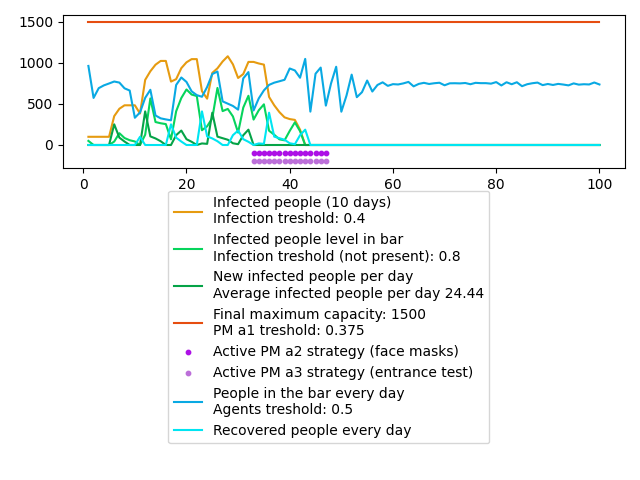 1500
1000
500
0
0 20 40 60 80 100
Infected people (10 days)
Infection treshold: 0.4
Infected people level in bar
Infection treshold (not present): 0.8
New infected people per day
Average infected people per day 24.44
Final maximum capacity: 1500
PM a1 treshold: 0.375
Active PM a2 strategy (face masks)
Active PM a3 strategy (entrance test)
People in the bar every day
Agents treshold: 0.5
Recovered people every day